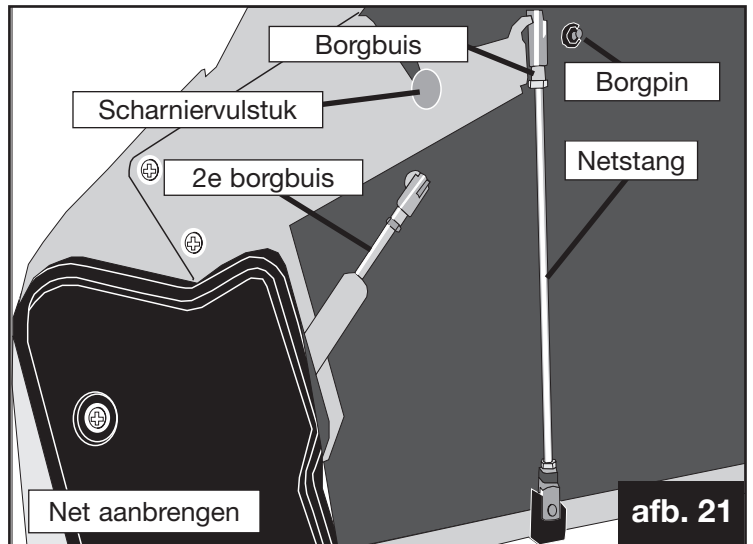 Borgbuis
Borgpin
Scharniervulstuk
Netstang
2e borgbuis
Net aanbrengen
afb. 21